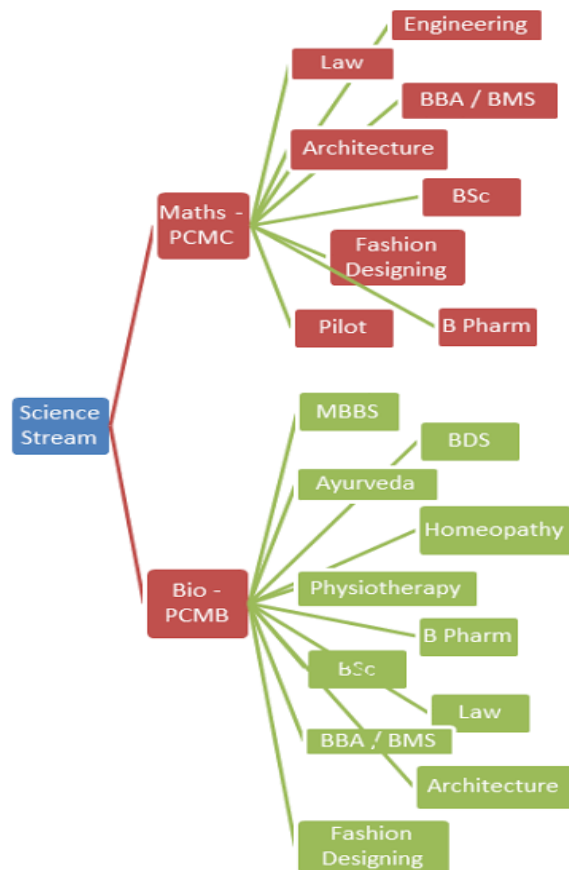 Engineering
Law
BBA / BMS
Architecture
BSc
Maths -
PCMC
Fashion
Designing
Pilot
B Pharm
Science
Stream
MBBS
BDS
Ayurveda
Homeopathy
Physiotherapy
Bio -
PCMB
B Pharm
BSc
Law
BBA / BMS
Architecture
Fashion
Designing